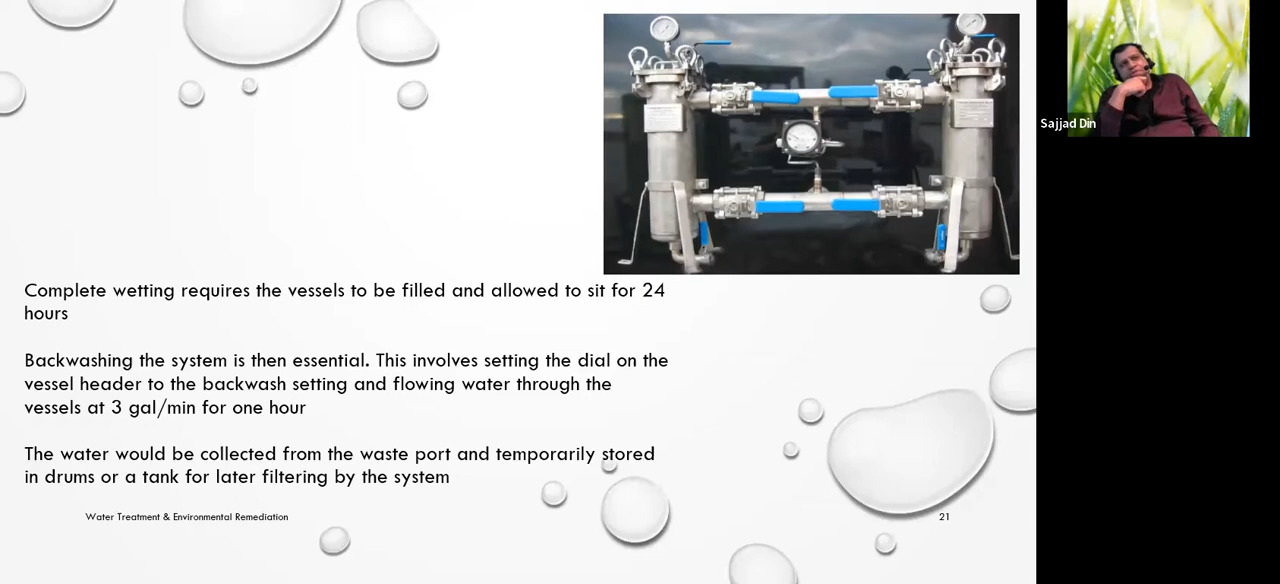 Sajjad Din
Complete wetting requires the vessels to be filled and allowed to sit for 24
hours
Backwashing the system is then essential. This involves setting the dial on the
vessel header to the backwash setting and flowing water through the
vessels at 3 gal/min for one hour
The water would be collected from the waste port and temporarily stored
in drums or a tank for later filtering by the system
Water Treatment & Environmental Remediation
21